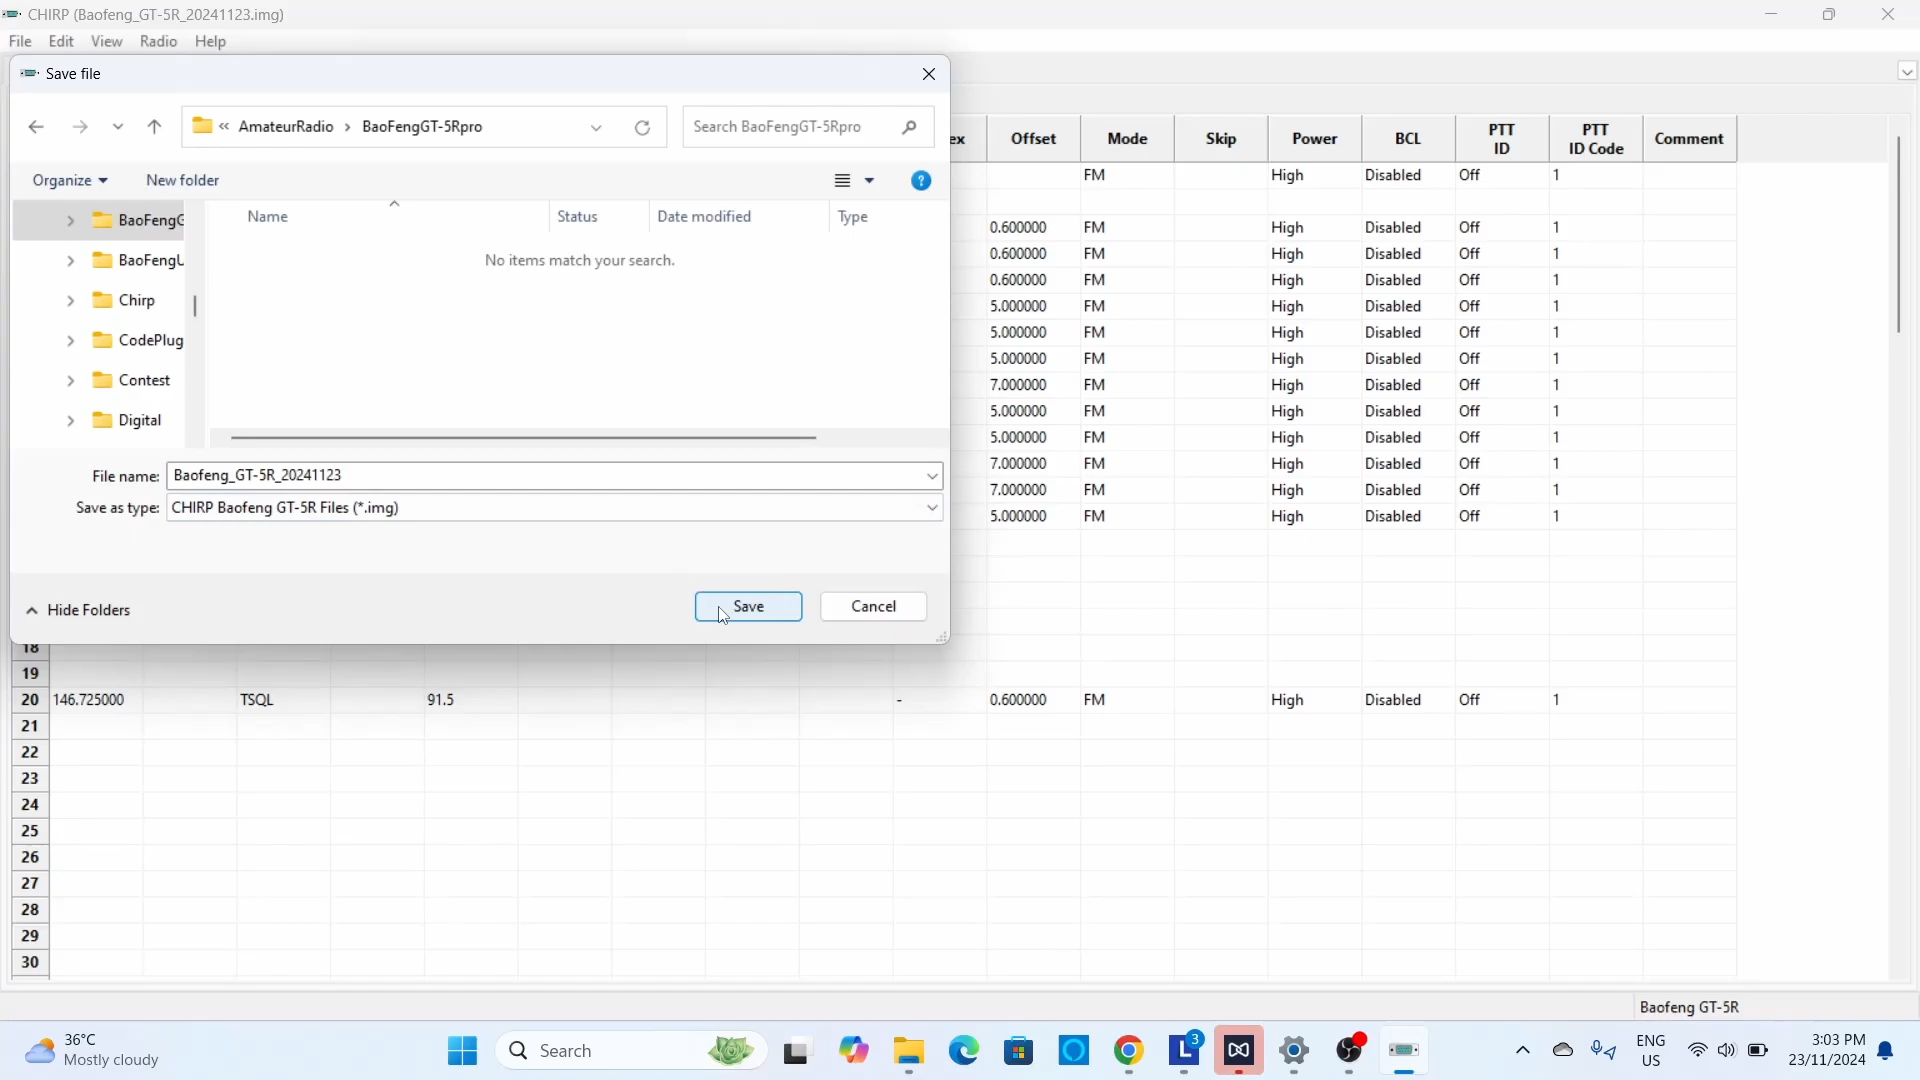 CHIRP (Baofeng_GT-5R_20241123.img)
File Edit View Radio Help
Save file
« AmateurRadio › BaoFengGT-5Rpro
Search BaoFengGT-5Rpro
Organize New folder
Name Status Date modified Type
No items match your search.
BaoFengG
BaoFengU
Chirp
CodePlug
Contest
Digital
File name: Baofeng_GT-5R_20241123
Save as type: CHIRP Baofeng GT-5R Files (*.img)
Hide Folders
Save Cancel
ex Offset Mode Skip Power BCL PTT ID PTT ID Code Comment
FM High Disabled Off 1
0.600000 FM High Disabled Off 1
0.600000 FM High Disabled Off 1
0.600000 FM High Disabled Off 1
5.000000 FM High Disabled Off 1
5.000000 FM High Disabled Off 1
5.000000 FM High Disabled Off 1
7.000000 FM High Disabled Off 1
5.000000 FM High Disabled Off 1
5.000000 FM High Disabled Off 1
7.000000 FM High Disabled Off 1
7.000000 FM High Disabled Off 1
5.000000 FM High Disabled Off 1
18
19
20 146.725000 TSQL 91.5 - 0.600000 FM High Disabled Off 1
21
22
23
24
25
26
27
28
29
30
Baofeng GT-5R
36°C
Mostly cloudy
Search
3
ENG
US
3:03 PM
23/11/2024